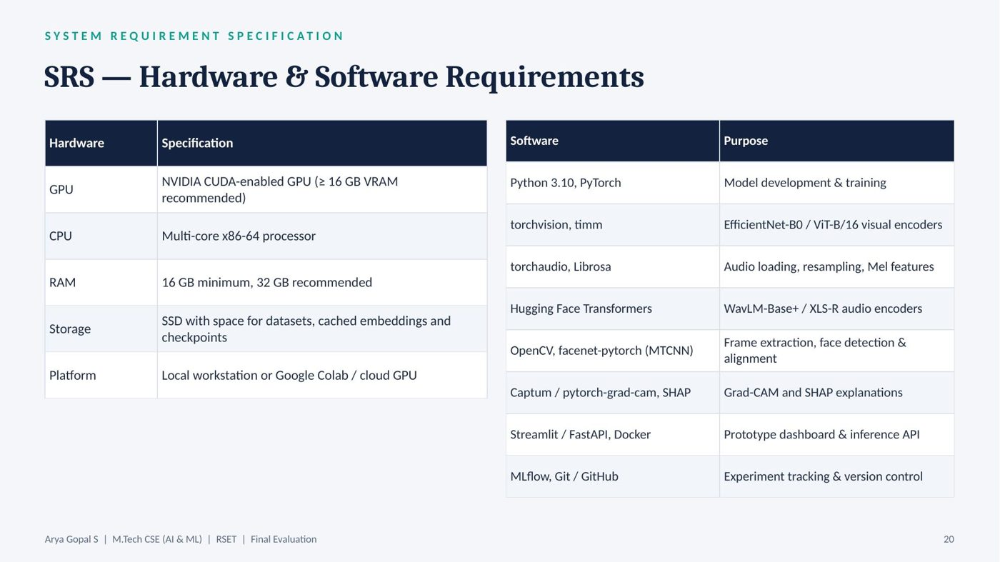 SYSTEM REQUIREMENT SPECIFICATION
SRS — Hardware & Software Requirements
Hardware Specification
GPU NVIDIA CUDA-enabled GPU (≥ 16 GB VRAM
recommended)
CPU Multi-core x86-64 processor
RAM 16 GB minimum, 32 GB recommended
Storage SSD with space for datasets, cached embeddings and
checkpoints
Platform Local workstation or Google Colab / cloud GPU
Software Purpose
Python 3.10, PyTorch Model development & training
torchvision, timm EfficientNet-B0 / ViT-B/16 visual encoders
torchaudio, Librosa Audio loading, resampling, Mel features
Hugging Face Transformers WavLM-Base+ / XLS-R audio encoders
OpenCV, facenet-pytorch (MTCNN) Frame extraction, face detection &
alignment
Captum / pytorch-grad-cam, SHAP Grad-CAM and SHAP explanations
Streamlit / FastAPI, Docker Prototype dashboard & inference API
MLflow, Git / GitHub Experiment tracking & version control
Arya Gopal S | M.Tech CSE (AI & ML) | RSET | Final Evaluation
20